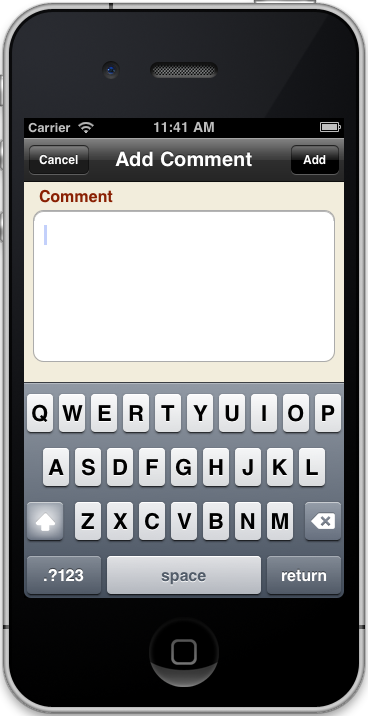 Carrier 11:41 AM
Cancel Add Comment Add
Comment
Q W E R T Y U I O P
A S D F G H J K L
Z X C V B N M
.?123 space return